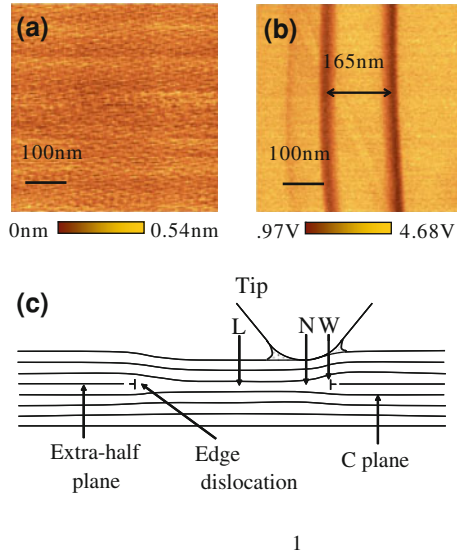 (a)
100nm
0nm
0.54nm
(b)
165nm
100nm
.97V
4.68V
(c)
Tip
L
N W
Extra-half
plane
Edge
dislocation
C plane
1